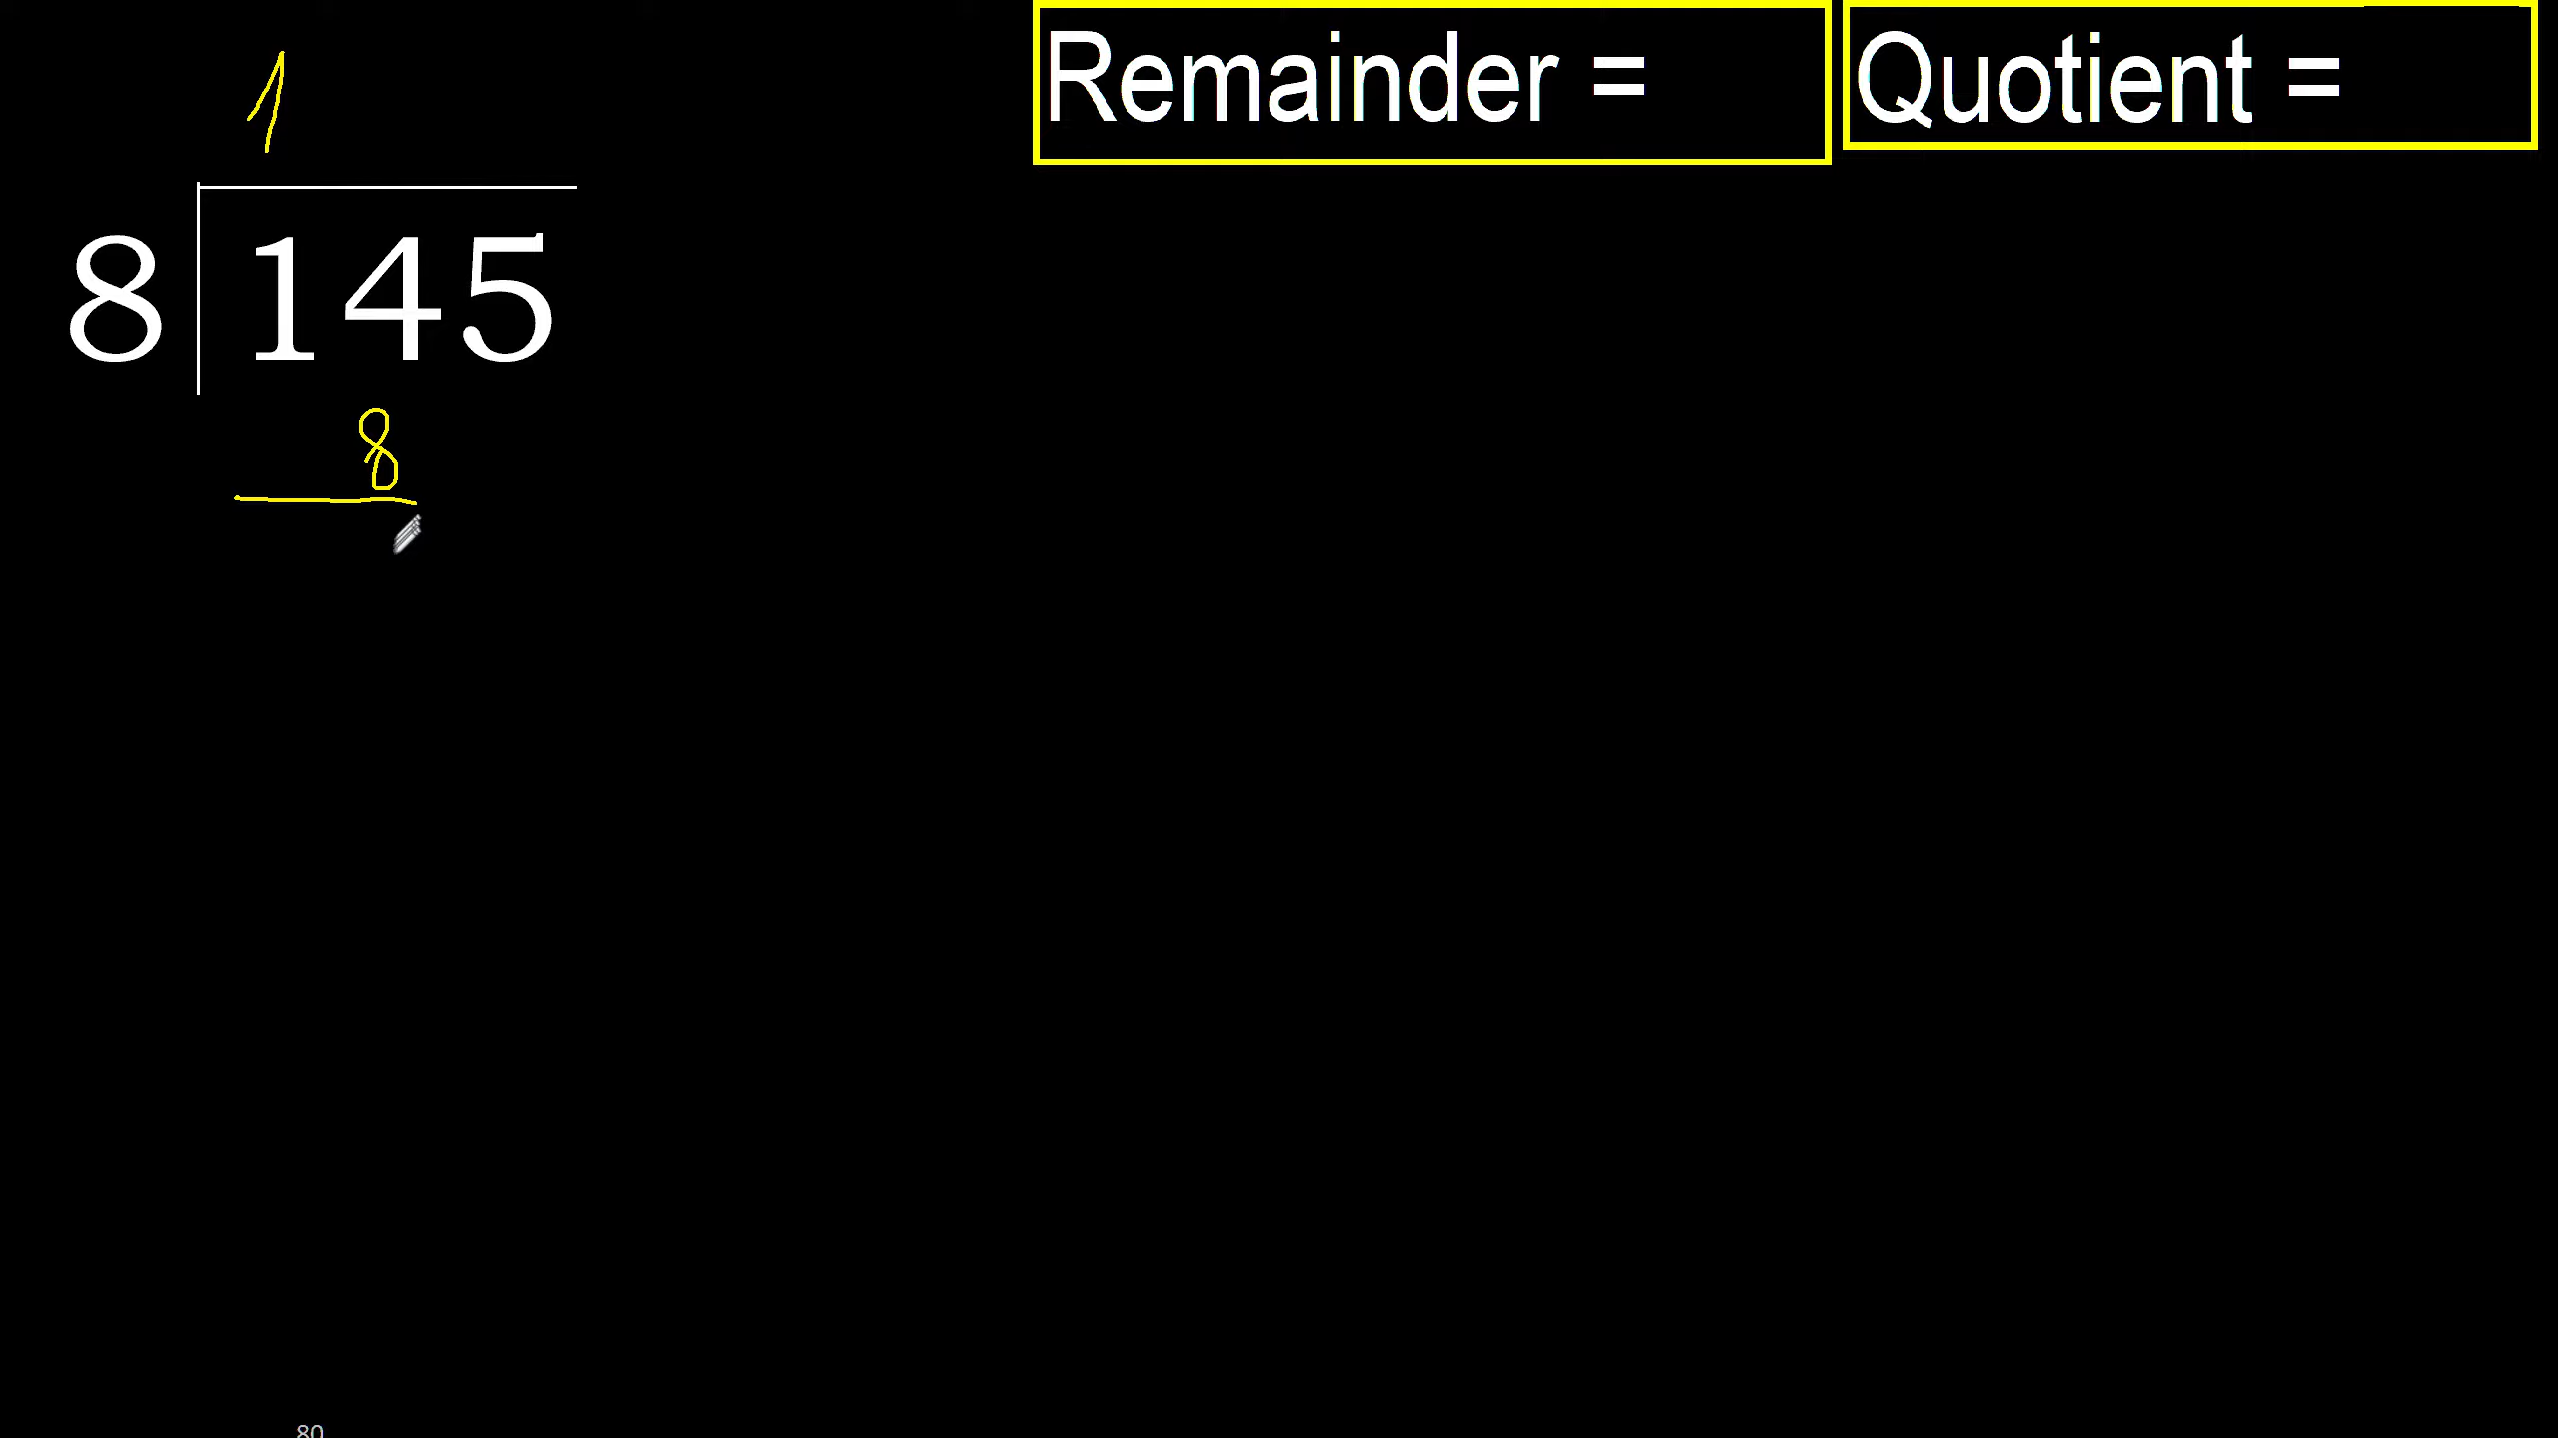 Remainder = Quotient =
1
8 145
8
80